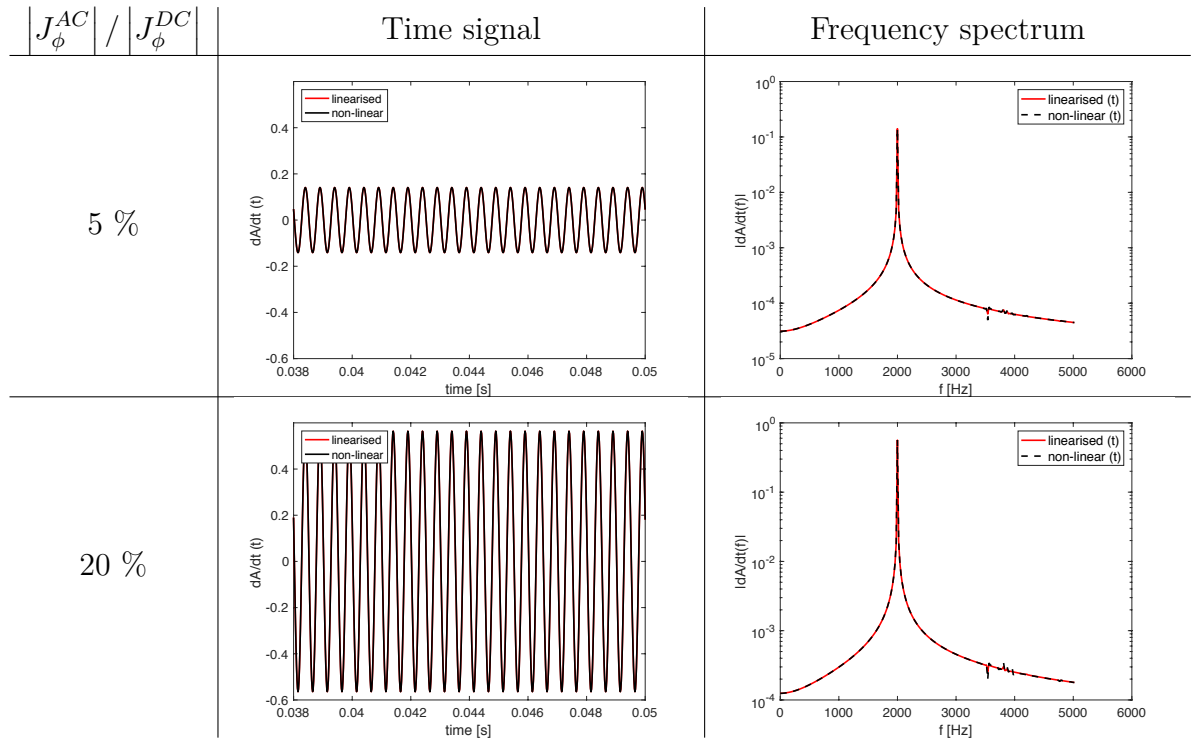 |J_ϕ^{AC}| / |J_ϕ^{DC}| Time signal Frequency spectrum
5 %
linearised
non-linear
0.4
0.2
0
-0.2
-0.4
-0.6
dA/dt (t)
0.038 0.04 0.042 0.044 0.046 0.048 0.05
time [s]
linearised (t)
non-linear (t)
10^0
10^-1
10^-2
10^-3
10^-4
10^-5
|dA/dt(f)|
0 1000 2000 3000 4000 5000 6000
f [Hz]
20 %
linearised
non-linear
0.4
0.2
0
-0.2
-0.4
-0.6
dA/dt (t)
0.038 0.04 0.042 0.044 0.046 0.048 0.05
time [s]
linearised (t)
non-linear (t)
10^0
10^-1
10^-2
10^-3
10^-4
|dA/dt(f)|
0 1000 2000 3000 4000 5000 6000
f [Hz]